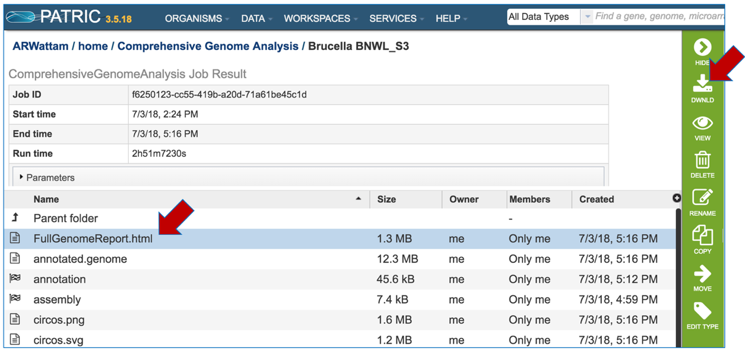 PATRIC 3.5.18 ORGANISMS DATA WORKSPACES SERVICES HELP All Data Types Find a gene, genome, microarr
ARWattam / home / Comprehensive Genome Analysis / Brucella BNWL_S3
ComprehensiveGenomeAnalysis Job Result
Job ID f6250123-cc55-419b-a20d-71a61be45c1d
Start time 7/3/18, 2:24 PM
End time 7/3/18, 5:16 PM
Run time 2h51m7230s
Parameters
Name Size Owner Members Created
Parent folder -
FullGenomeReport.html 1.3 MB me Only me 7/3/18, 5:16 PM
annotated.genome 12.3 MB me Only me 7/3/18, 5:16 PM
annotation 45.6 kB me Only me 7/3/18, 5:12 PM
assembly 7.4 kB me Only me 7/3/18, 4:59 PM
circos.png 1.6 MB me Only me 7/3/18, 5:16 PM
circos.svg 1.2 MB me Only me 7/3/18, 5:16 PM
HIDE
DWNLD
VIEW
DELETE
RENAME
COPY
MOVE
EDIT TYPE